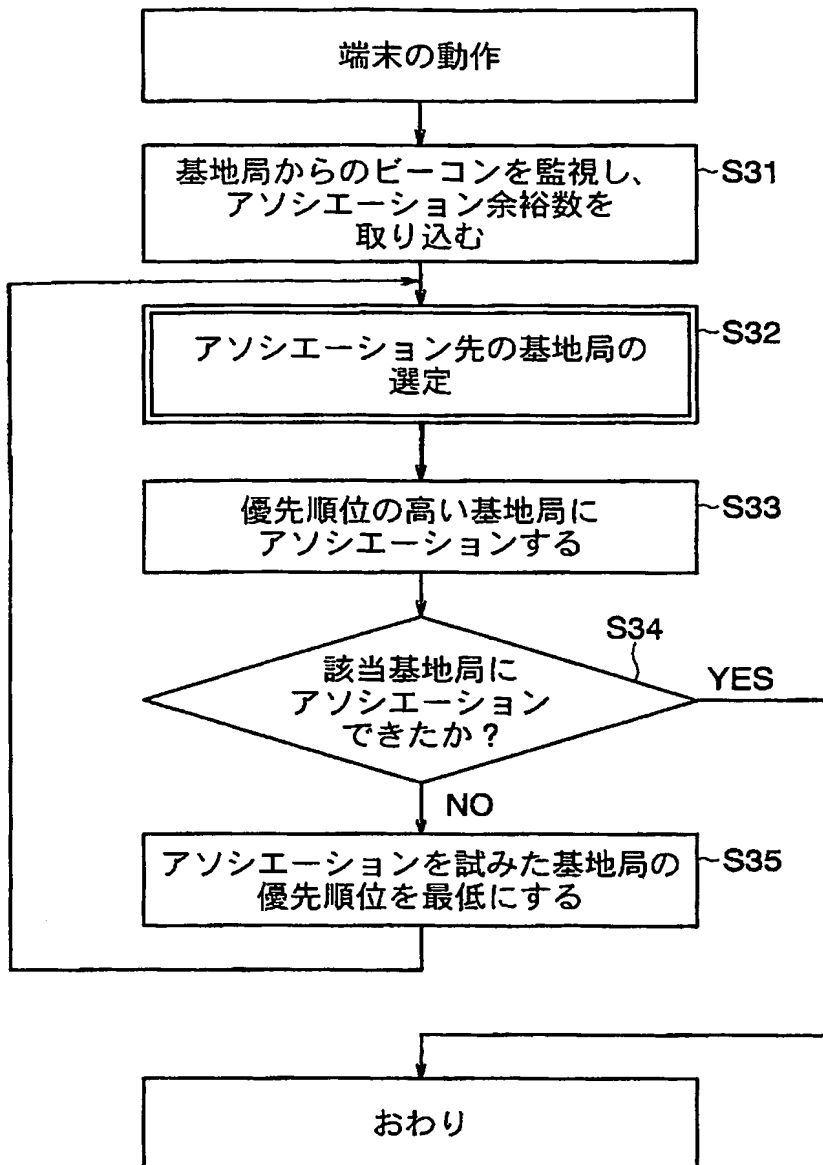 端末の動作
基地局からのビーコンを監視し、
アソシエーション余裕数を
取り込む
~S31
アソシエーション先の基地局の
選定
~S32
優先順位の高い基地局に
アソシエーションする
~S33
S34
該当基地局に
アソシエーション
できたか？
YES
NO
アソシエーションを試みた基地局の
優先順位を最低にする
~S35
おわり